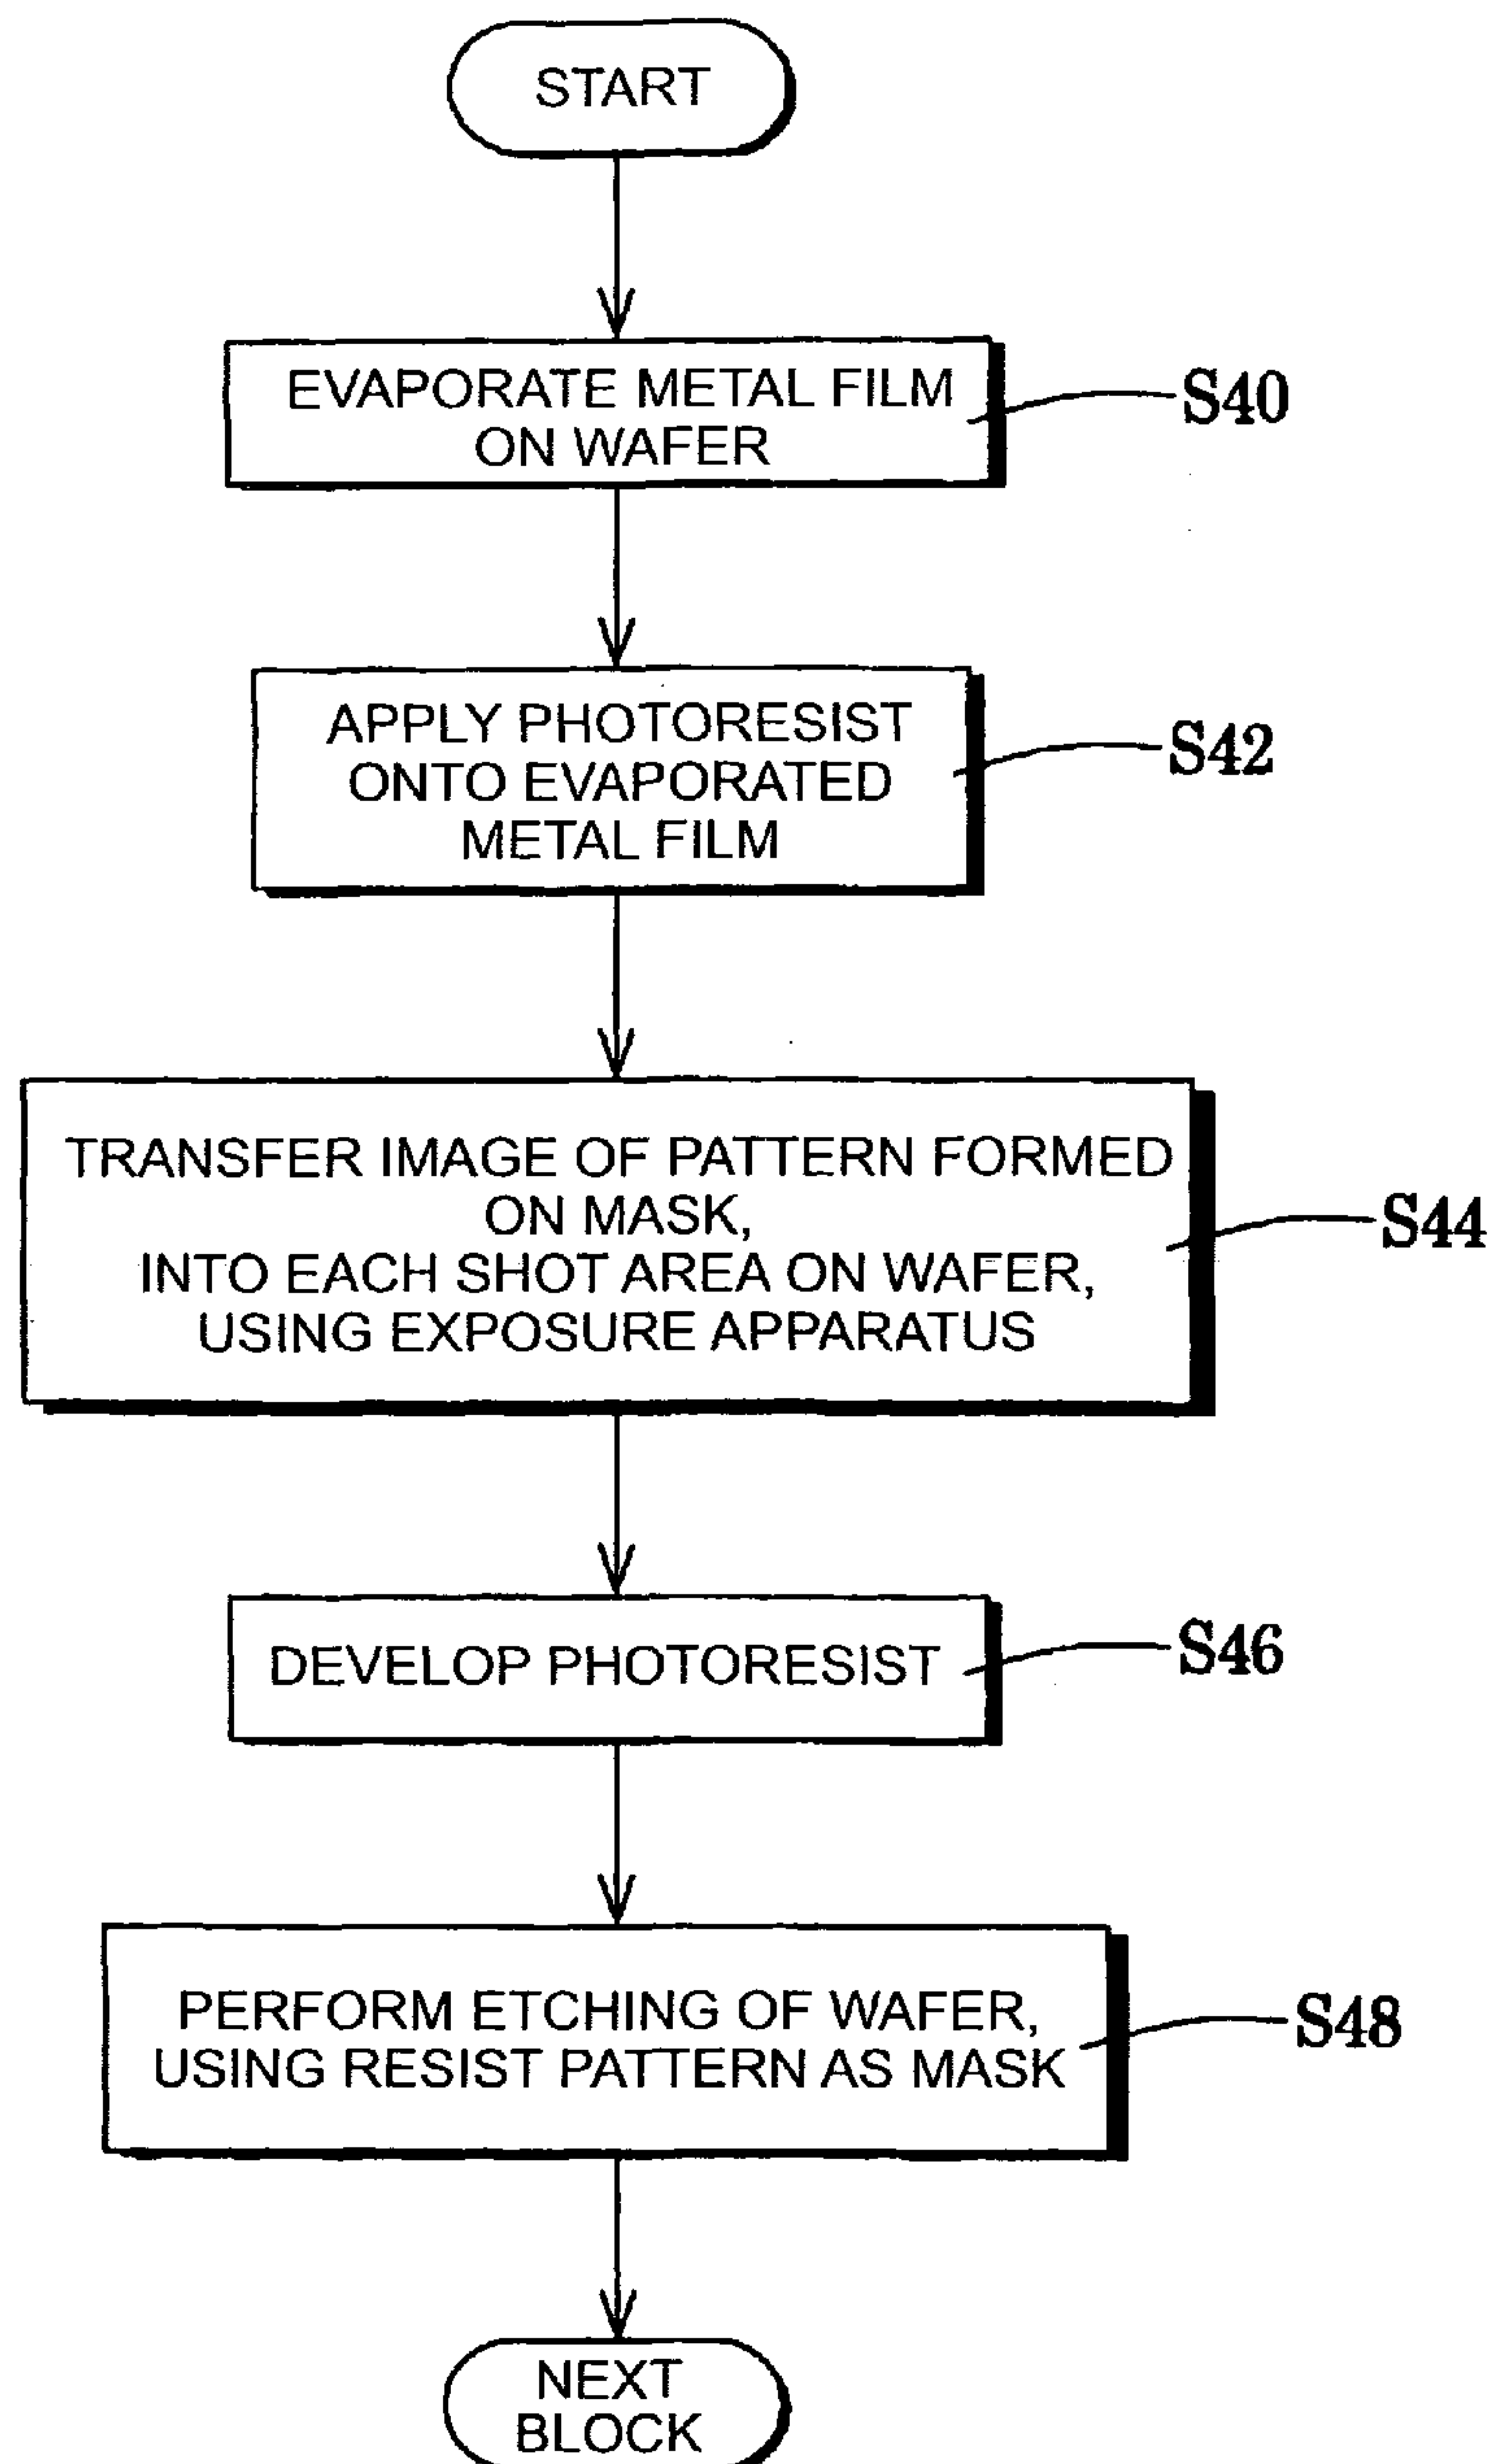 START
EVAPORATE METAL FILM
ON WAFER
S40
APPLY PHOTORESIST
ONTO EVAPORATED
METAL FILM
S42
TRANSFER IMAGE OF PATTERN FORMED
ON MASK,
INTO EACH SHOT AREA ON WAFER,
USING EXPOSURE APPARATUS
S44
DEVELOP PHOTORESIST
S46
PERFORM ETCHING OF WAFER,
USING RESIST PATTERN AS MASK
S48
NEXT
BLOCK